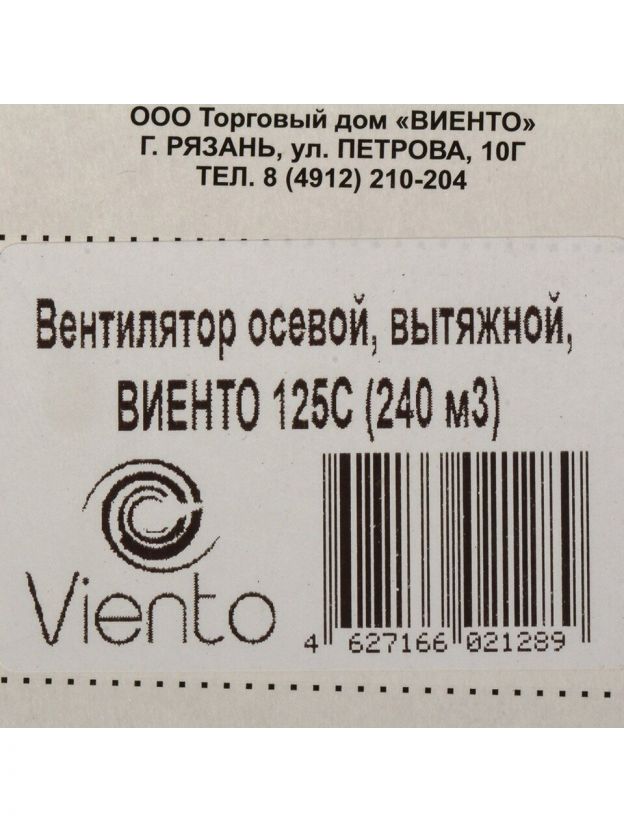 ООО Торговый дом «ВИЕНТО»
Г. РЯЗАНЬ, ул. ПЕТРОВА, 10Г
ТЕЛ. 8 (4912) 210-204
Вентилятор осевой, вытяжной,
ВИЕНТО 125С (240 м3)
Viento
4 627166 021289